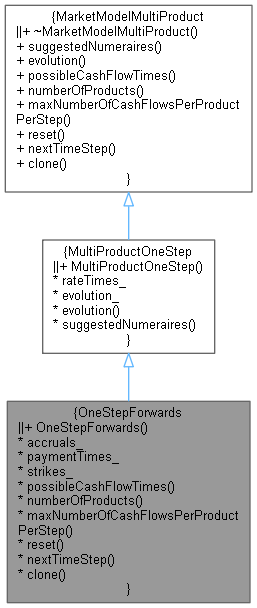 {MarketModelMultiProduct
||+ ~MarketModelMultiProduct()
+ suggestedNumeraires()
+ evolution()
+ possibleCashFlowTimes()
+ numberOfProducts()
+ maxNumberOfCashFlowsPerProduct
PerStep()
+ reset()
+ nextTimeStep()
+ clone()
}
{MultiProductOneStep
||+ MultiProductOneStep()
* rateTimes_
* evolution_
* evolution()
* suggestedNumeraires()
}
{OneStepForwards
||+ OneStepForwards()
* accruals_
* paymentTimes_
* strikes_
* possibleCashFlowTimes()
* numberOfProducts()
* maxNumberOfCashFlowsPerProduct
PerStep()
* reset()
* nextTimeStep()
* clone()
}